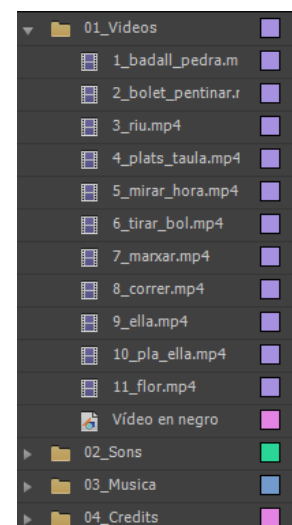 01_Videos
1_badall_pedra.m
2_bolet_pentinar.r
3_riu.mp4
4_plats_taula.mp4
5_mirar_hora.mp4
6_tirar_bol.mp4
7_marxar.mp4
8_correr.mp4
9_ella.mp4
10_pla_ella.mp4
11_flor.mp4
Vídeo en negro
02_Sons
03_Musica
04_Credits